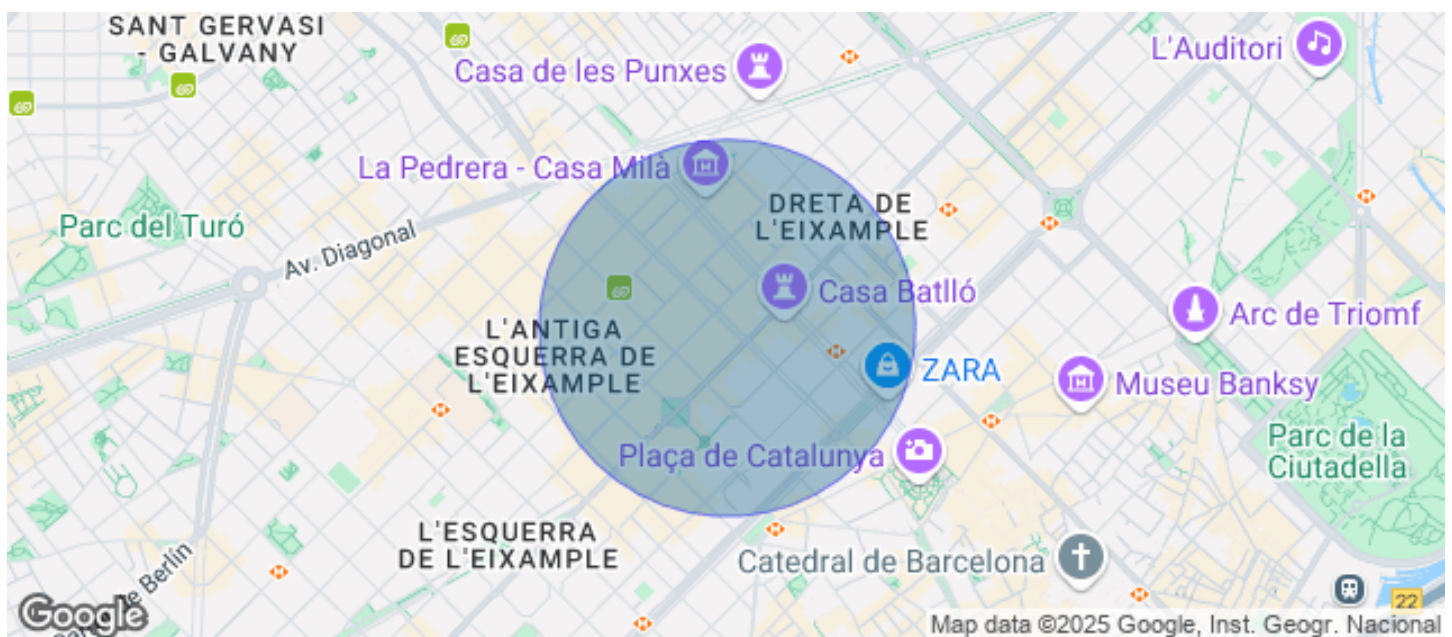 SANT GERVASI
- GALVANY
L'Auditori
Casa de les Punxes
La Pedrera - Casa Milà
DRETA DE
L'EIXAMPLE
Parc del Turó
Av. Diagonal
Casa Batlló
Arc de Triomf
L'ANTIGA
ESQUERRA DE
L'EIXAMPLE
ZARA
Museu Banksy
Plaça de Catalunya
Parc de la
Ciutadella
L'ESQUERRA
DE L'EIXAMPLE
Catedral de Barcelona
de Berlín
22
Google
Map data ©2025 Google, Inst. Geogr. Nacional